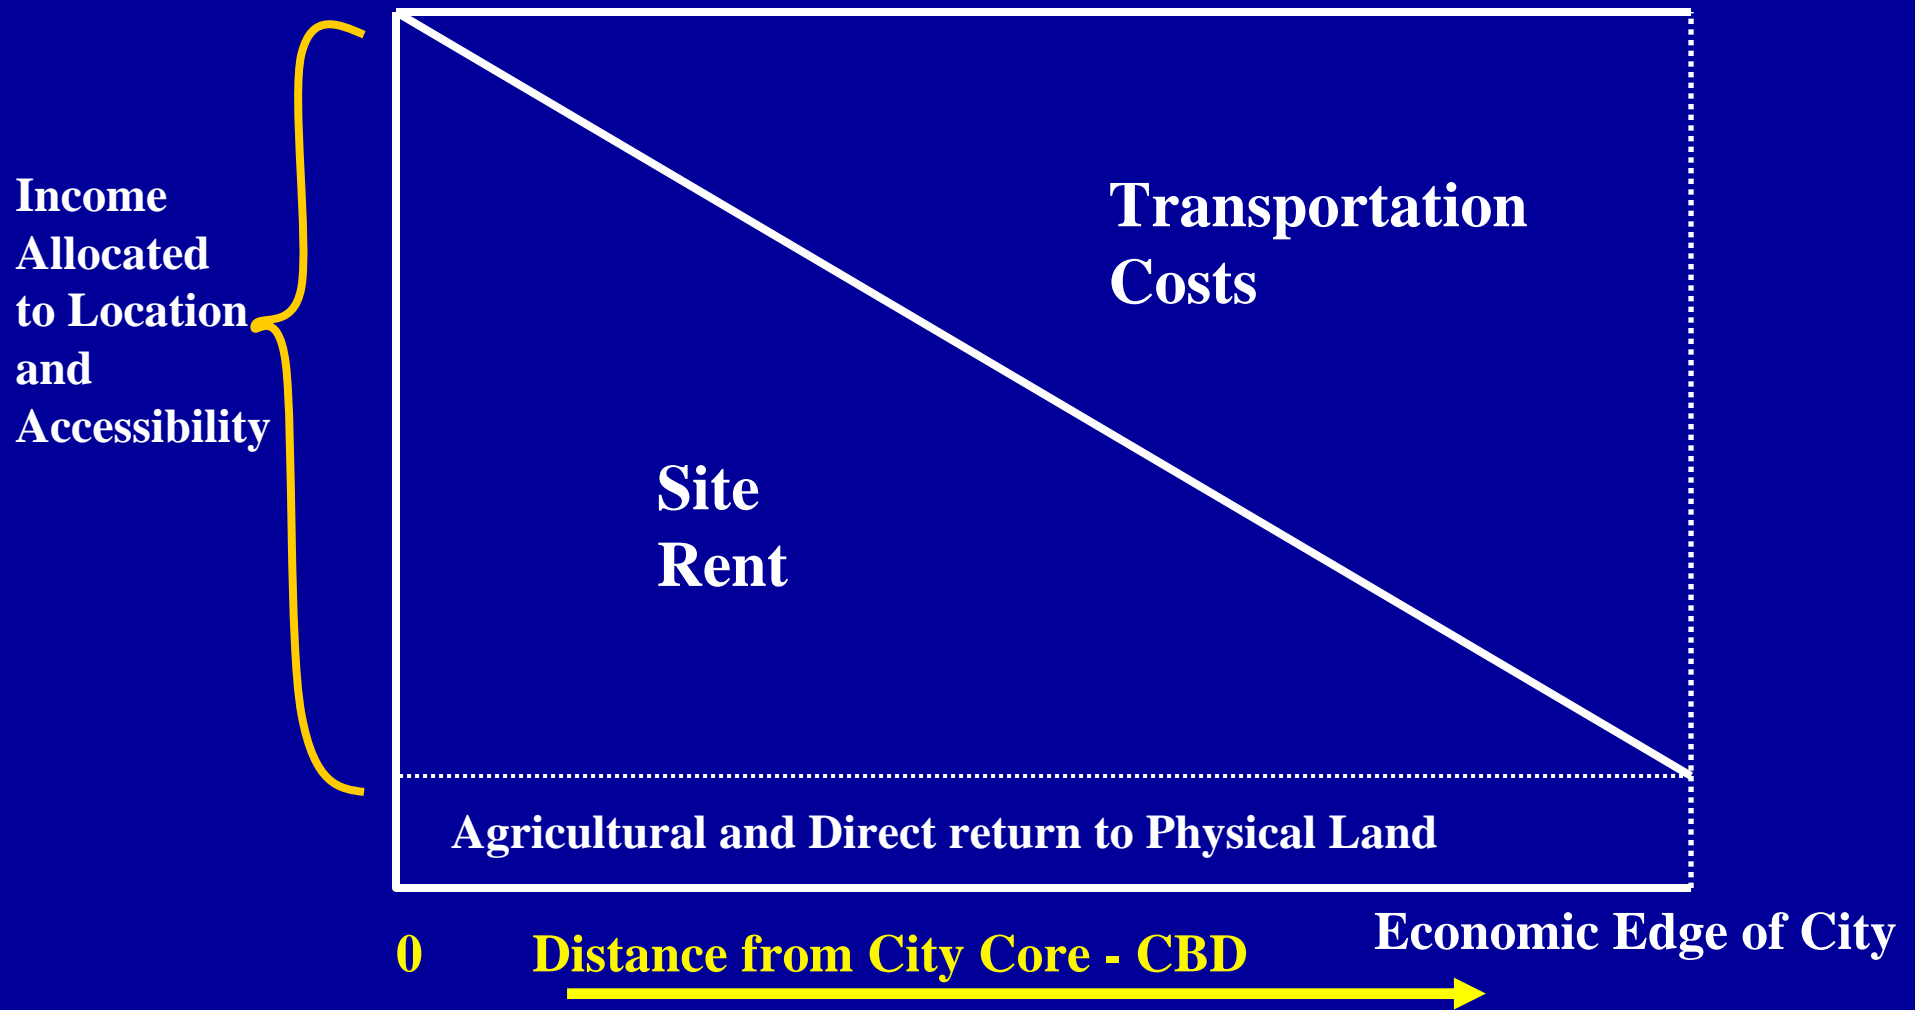 Income
Allocated
to Location
and
Accessibility
Transportation
Costs
Site
Rent
Agricultural and Direct return to Physical Land
Economic Edge of City
0
Distance from City Core - CBD